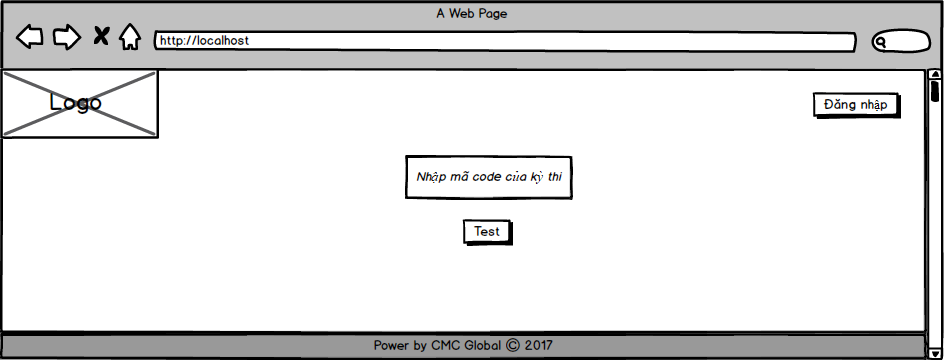 A Web Page
http://localhost
Logo
Đăng nhập
Nhập mã code của kỳ thi
Test
Power by CMC Global © 2017